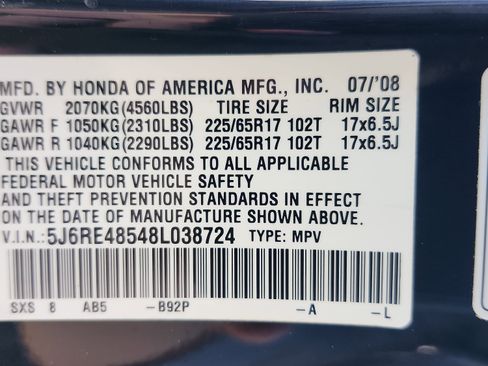 MFD. BY HONDA OF AMERICA MFG., INC. 07/'08
GVWR 2070KG(4560LBS) TIRE SIZE RIM SIZE
GAWR F 1050KG(2310LBS) 225/65R17 102T 17x6.5J
GAWR R 1040KG(2290LBS) 225/65R17 102T 17x6.5J
THIS VEHICLE CONFORMS TO ALL APPLICABLE
FEDERAL MOTOR VEHICLE SAFETY
AND THEFT PREVENTION STANDARDS IN EFFECT
ON THE DATE OF MANUFACTURE SHOWN ABOVE.
V.I.N.:5J6RE48548L038724 TYPE: MPV
SXS 8 AB5 -B92P -A -L